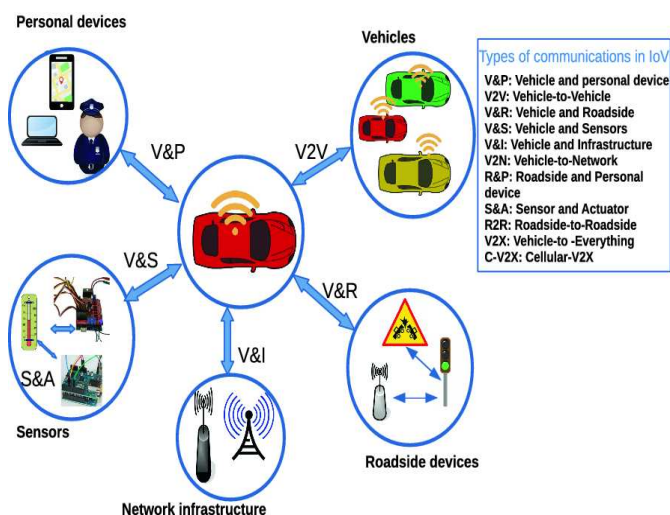 Personal devices
Vehicles
Types of communications in IoV
V&P: Vehicle and personal device
V2V: Vehicle-to-Vehicle
V&R: Vehicle and Roadside
V&S: Vehicle and Sensors
V&I: Vehicle and Infrastructure
V2N: Vehicle-to-Network
R&P: Roadside and Personal
device
S&A: Sensor and Actuator
R2R: Roadside-to-Roadside
V2X: Vehicle-to -Everything
C-V2X: Cellular-V2X
V&P
V2V
V&S
V&R
V&I
S&A
Sensors
Roadside devices
Network infrastructure